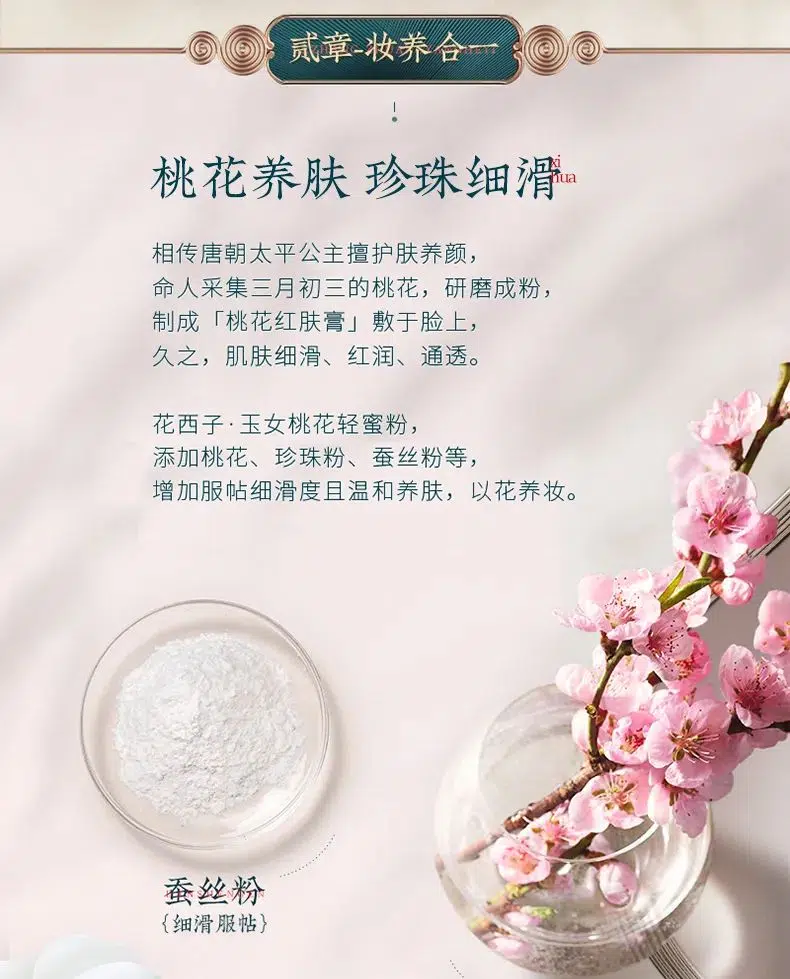 贰章-妆养合一
桃花养肤 珍珠细滑
xi
hua
相传唐朝太平公主擅护肤养颜，
命人采集三月初三的桃花，研磨成粉，
制成「桃花红肤膏」敷于脸上，
久之，肌肤细滑、红润、通透。
花西子·玉女桃花轻蜜粉，
添加桃花、珍珠粉、蚕丝粉等，
增加服帖细滑度且温和养肤，以花养妆。
蚕丝粉
{细滑服帖}